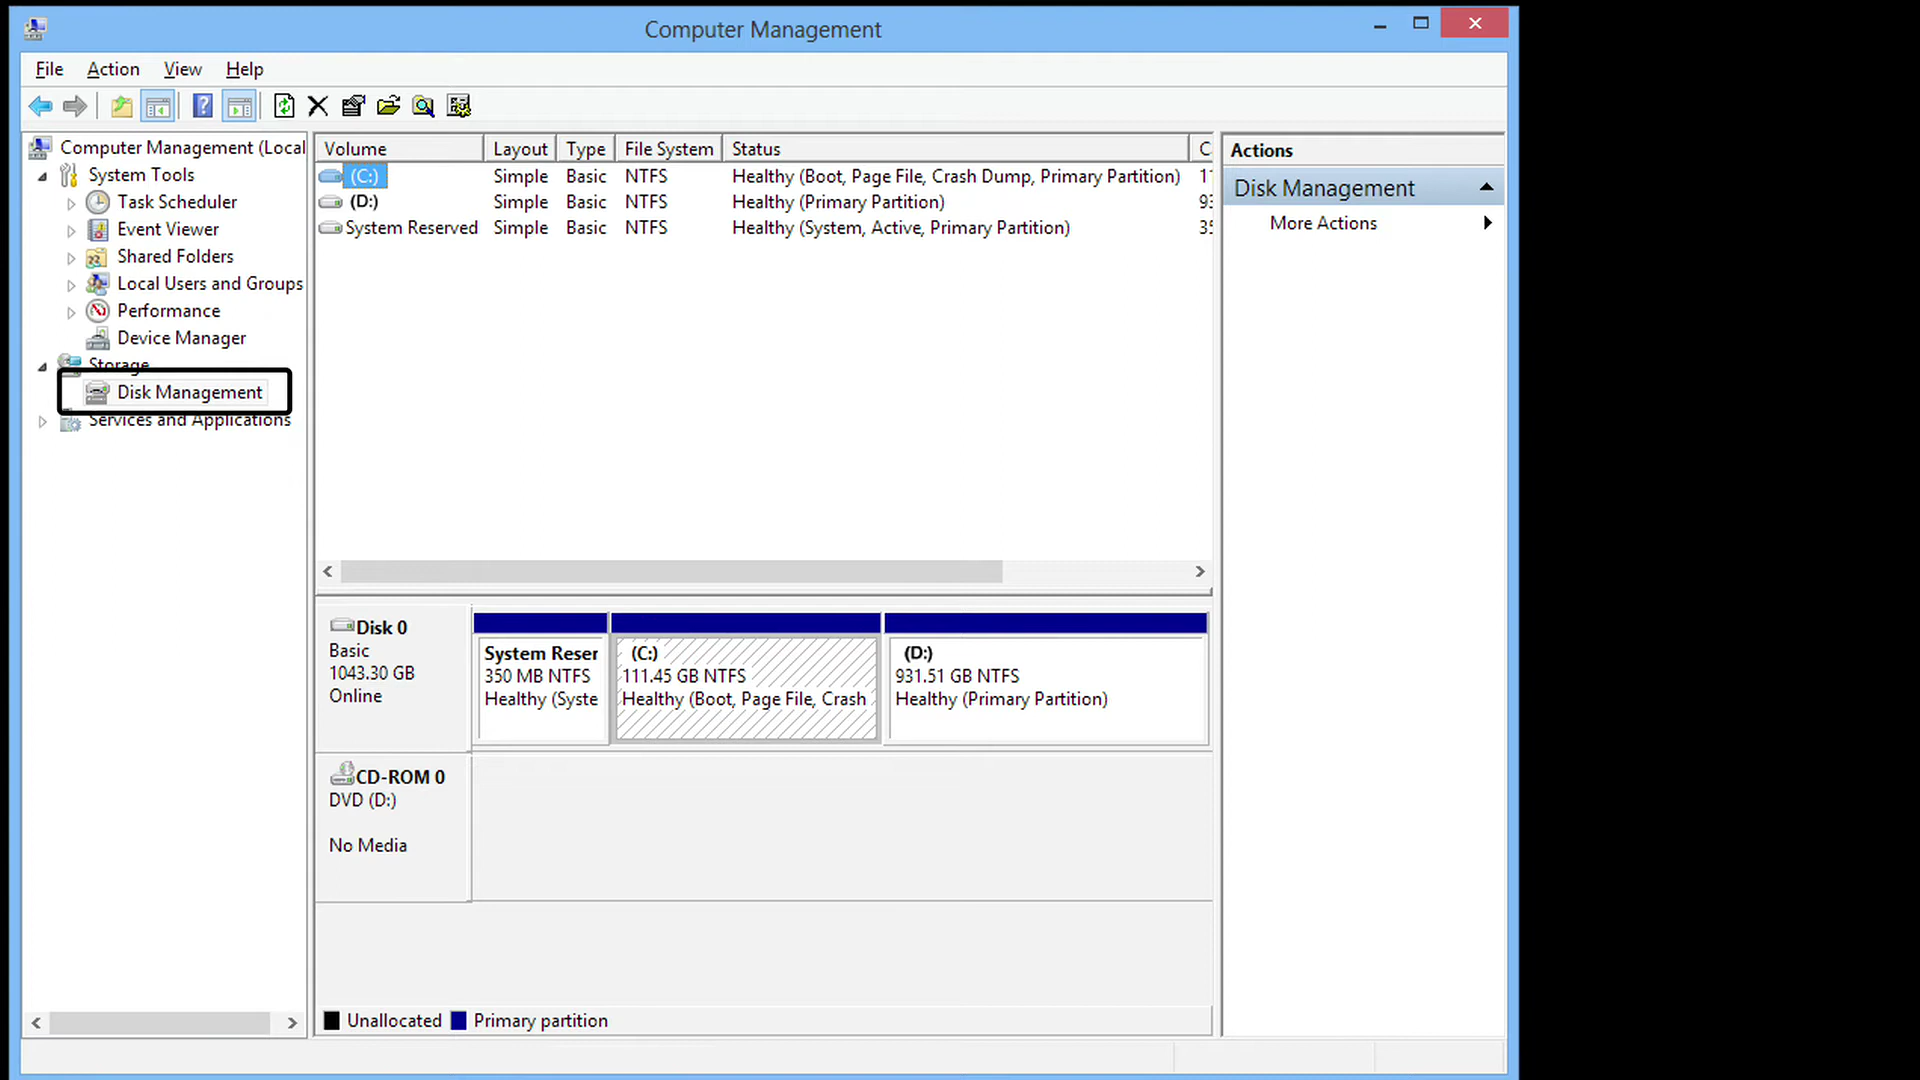 Computer Management
File Action View Help
Computer Management (Local
System Tools
Task Scheduler
Event Viewer
Shared Folders
Local Users and Groups
Performance
Device Manager
Storage
Disk Management
Services and Applications
Volume Layout Type File System Status C
(C:) Simple Basic NTFS Healthy (Boot, Page File, Crash Dump, Primary Partition) 11
(D:) Simple Basic NTFS Healthy (Primary Partition) 93
System Reserved Simple Basic NTFS Healthy (System, Active, Primary Partition) 35
Disk 0
Basic
1043.30 GB
Online
System Reser
350 MB NTFS
Healthy (Syste
(C:)
111.45 GB NTFS
Healthy (Boot, Page File, Crash
(D:)
931.51 GB NTFS
Healthy (Primary Partition)
CD-ROM 0
DVD (D:)
No Media
Unallocated Primary partition
Actions
Disk Management
More Actions